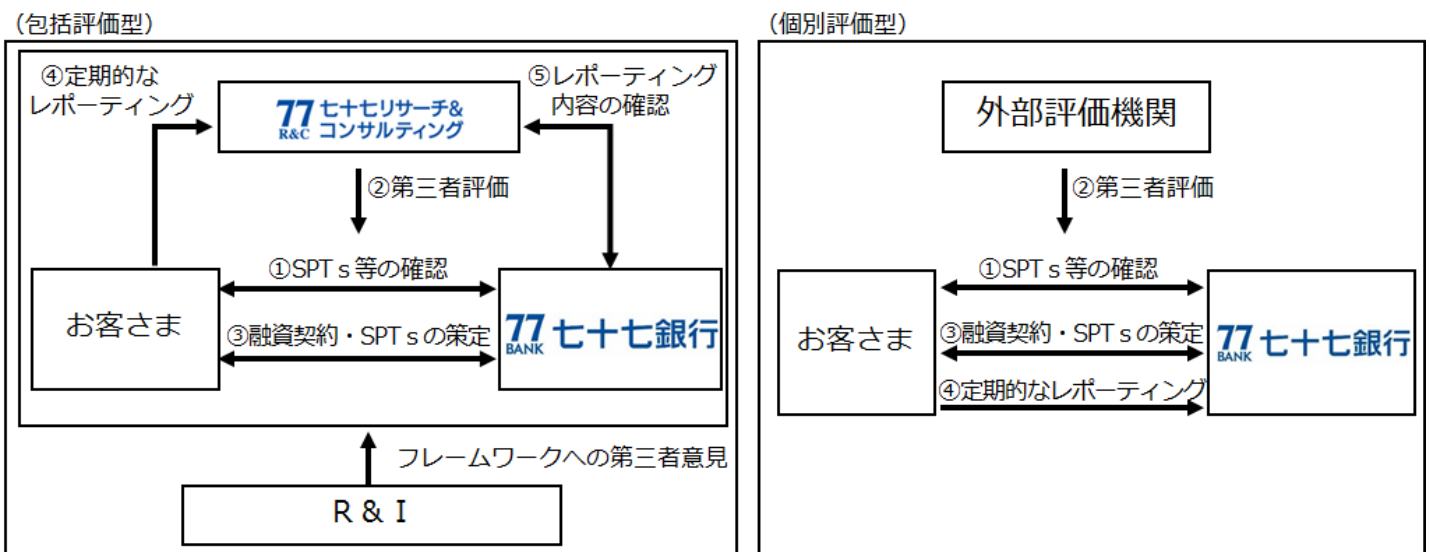 （包括評価型）
④定期的な
レポーティング
77
R&C
七十七リサーチ&
コンサルティング
⑤レポーティング
内容の確認
②第三者評価
①SPTｓ等の確認
お客さま
③融資契約・SPTｓの策定
77
BANK
七十七銀行
フレームワークへの第三者意見
Ｒ＆Ｉ
（個別評価型）
外部評価機関
②第三者評価
①SPTｓ等の確認
お客さま
③融資契約・SPTｓの策定
77
BANK
七十七銀行
④定期的なレポーティング